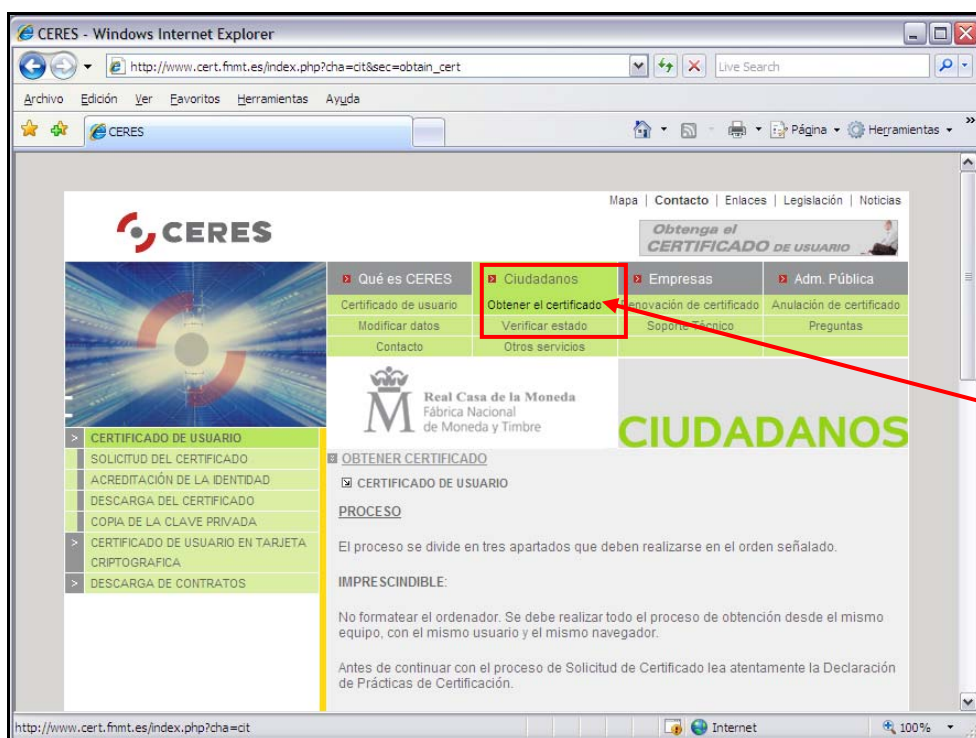 CERES - Windows Internet Explorer
http://www.cert.fnmt.es/index.php?cha=cit&sec=obtain_cert
Live Search
Archivo Edición Ver Favoritos Herramientas Ayuda
CERES
Página Herramientas
Mapa | Contacto | Enlaces | Legislación | Noticias
CERES
Obtenga el
CERTIFICADO DE USUARIO
Qué es CERES Ciudadanos Empresas Adm. Pública
Certificado de usuario Obtener el certificado Renovación de certificado Anulación de certificado
Modificar datos Verificar estado Soporte Técnico Preguntas
Contacto Otros servicios
M
Real Casa de la Moneda
Fábrica Nacional
de Moneda y Timbre
CIUDADANOS
> CERTIFICADO DE USUARIO
SOLICITUD DEL CERTIFICADO
ACREDITACIÓN DE LA IDENTIDAD
DESCARGA DEL CERTIFICADO
COPIA DE LA CLAVE PRIVADA
> CERTIFICADO DE USUARIO EN TARJETA
CRIPTOGRAFICA
> DESCARGA DE CONTRATOS
OBTENER CERTIFICADO
CERTIFICADO DE USUARIO
PROCESO
El proceso se divide en tres apartados que deben realizarse en el orden señalado.
IMPRESCINDIBLE:
No formatear el ordenador. Se debe realizar todo el proceso de obtención desde el mismo
equipo, con el mismo usuario y el mismo navegador.
Antes de continuar con el proceso de Solicitud de Certificado lea atentamente la Declaración
de Prácticas de Certificación.
http://www.cert.fnmt.es/index.php?cha=cit
Internet
100%